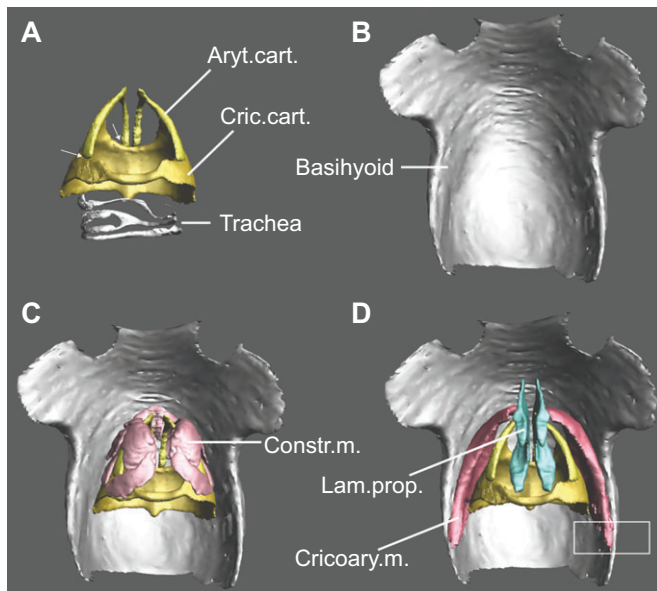 A
Aryt.cart.
Cric.cart.
Trachea
B
Basihyoid
C
Constr.m.
D
Lam.prop.
Cricoary.m.